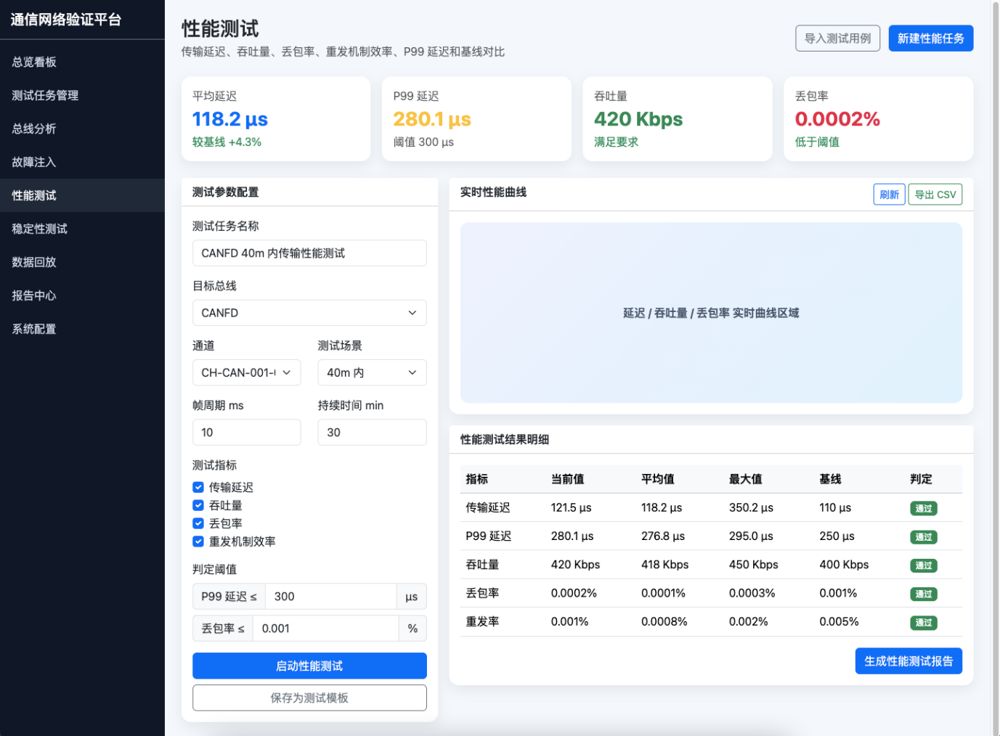 通信网络验证平台
总览看板
测试任务管理
总线分析
故障注入
性能测试
稳定性测试
数据回放
报告中心
系统配置
性能测试
传输延迟、吞吐量、丢包率、重发机制效率、P99 延迟和基线对比
导入测试用例
新建性能任务
平均延迟
118.2 μs
较基线 +4.3%
P99 延迟
280.1 μs
阈值 300 μs
吞吐量
420 Kbps
满足要求
丢包率
0.0002%
低于阈值
测试参数配置
测试任务名称
CANFD 40m 内传输性能测试
目标总线
CANFD
通道 测试场景
CH-CAN-001- 40m 内
帧周期 ms 持续时间 min
10 30
测试指标
传输延迟
吞吐量
丢包率
重发机制效率
判定阈值
P99 延迟 ≤ 300 μs
丢包率 ≤ 0.001 %
启动性能测试
保存为测试模板
实时性能曲线
刷新
导出 CSV
延迟 / 吞吐量 / 丢包率 实时曲线区域
性能测试结果明细
指标 当前值 平均值 最大值 基线 判定
传输延迟 121.5 μs 118.2 μs 350.2 μs 110 μs 通过
P99 延迟 280.1 μs 276.8 μs 295.0 μs 250 μs 通过
吞吐量 420 Kbps 418 Kbps 450 Kbps 400 Kbps 通过
丢包率 0.0002% 0.0001% 0.0003% 0.001% 通过
重发率 0.001% 0.0008% 0.002% 0.005% 通过
生成性能测试报告